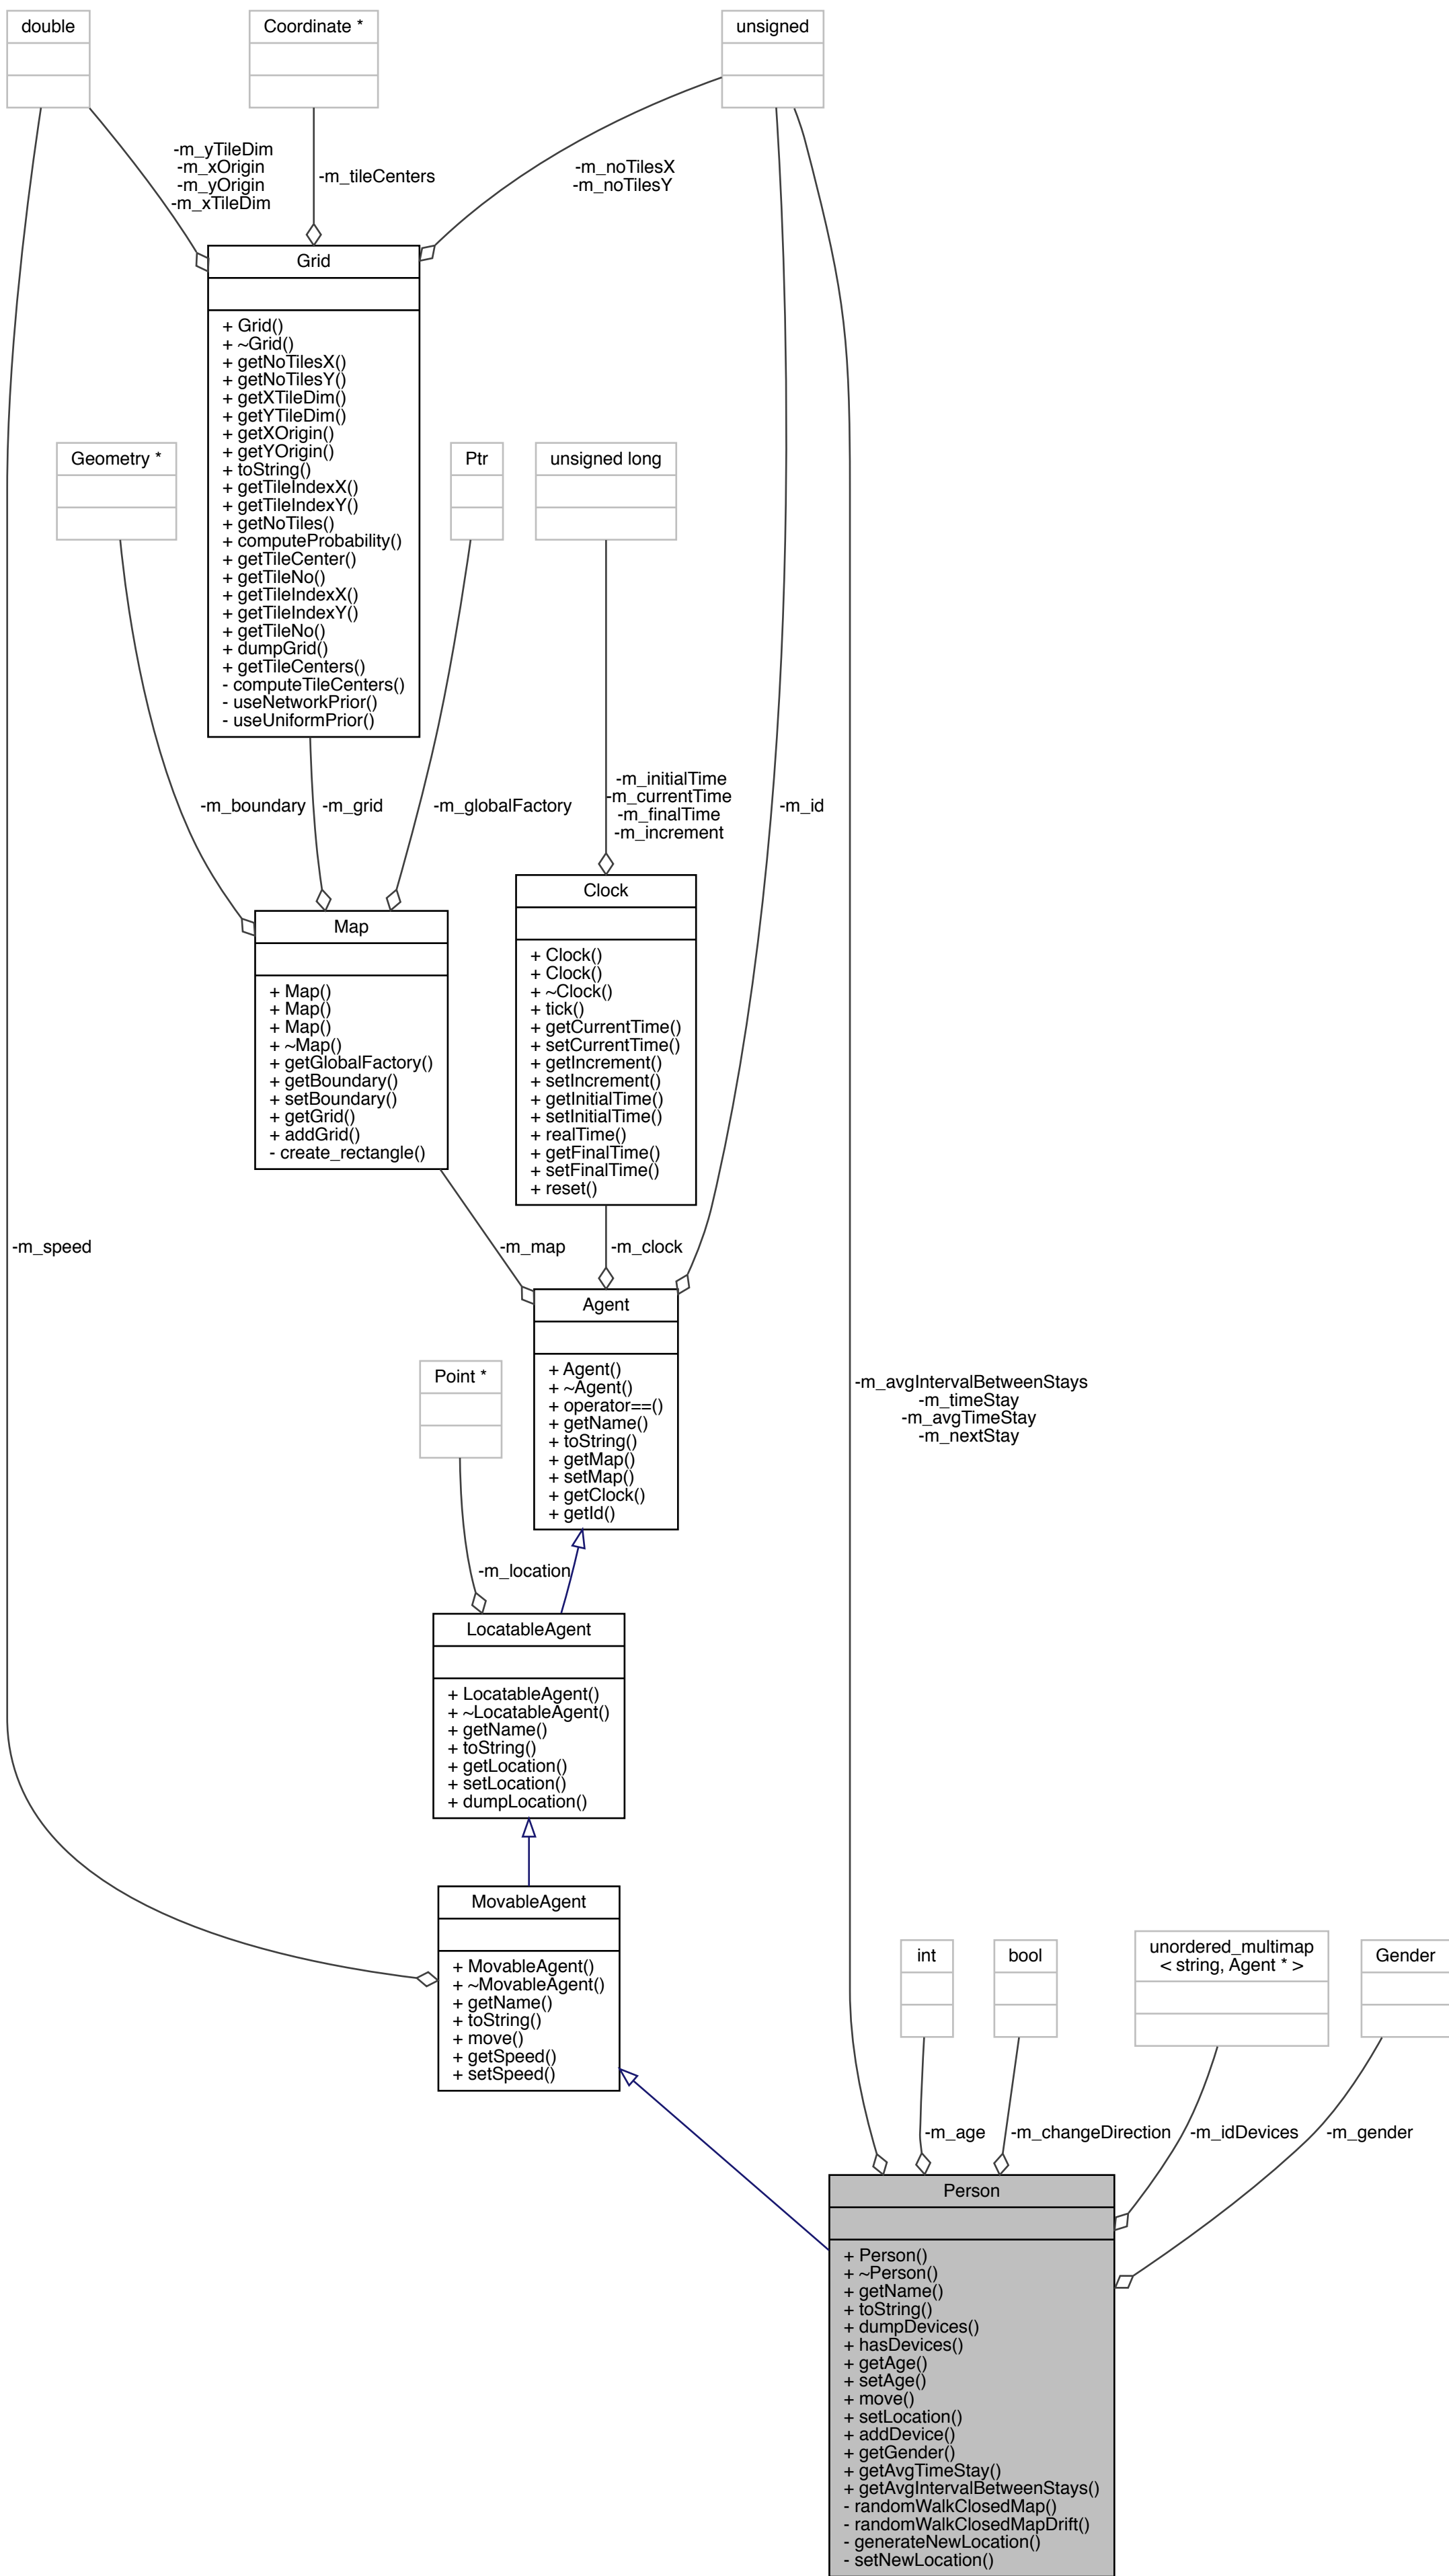 double
Coordinate *
unsigned
-m_yTileDim
-m_xOrigin
-m_yOrigin
-m_xTileDim
-m_tileCenters
-m_noTilesX
-m_noTilesY
Grid
+ Grid()
+ ~Grid()
+ getNoTilesX()
+ getNoTilesY()
+ getXTileDim()
+ getYTileDim()
+ getXOrigin()
+ getYOrigin()
+ toString()
+ getTileIndexX()
+ getTileIndexY()
+ getNoTiles()
+ computeProbability()
+ getTileCenter()
+ getTileNo()
+ getTileIndexX()
+ getTileIndexY()
+ getTileNo()
+ dumpGrid()
+ getTileCenters()
- computeTileCenters()
- useNetworkPrior()
- useUniformPrior()
Geometry *
Ptr
unsigned long
-m_boundary
-m_grid
-m_globalFactory
-m_initialTime
-m_currentTime
-m_finalTime
-m_increment
-m_id
Map
+ Map()
+ Map()
+ Map()
+ ~Map()
+ getGlobalFactory()
+ getBoundary()
+ setBoundary()
+ getGrid()
+ addGrid()
- create_rectangle()
Clock
+ Clock()
+ Clock()
+ ~Clock()
+ tick()
+ getCurrentTime()
+ setCurrentTime()
+ getIncrement()
+ setIncrement()
+ getInitialTime()
+ setInitialTime()
+ realTime()
+ getFinalTime()
+ setFinalTime()
+ reset()
-m_speed
-m_map
-m_clock
Agent
+ Agent()
+ ~Agent()
+ operator==()
+ getName()
+ toString()
+ getMap()
+ setMap()
+ getClock()
+ getId()
Point *
-m_avgIntervalBetweenStays
-m_timeStay
-m_avgTimeStay
-m_nextStay
-m_location
LocatableAgent
+ LocatableAgent()
+ ~LocatableAgent()
+ getName()
+ toString()
+ getLocation()
+ setLocation()
+ dumpLocation()
MovableAgent
+ MovableAgent()
+ ~MovableAgent()
+ getName()
+ toString()
+ move()
+ getSpeed()
+ setSpeed()
int
bool
unordered_multimap
< string, Agent * >
Gender
-m_age
-m_changeDirection
-m_idDevices
-m_gender
Person
+ Person()
+ ~Person()
+ getName()
+ toString()
+ dumpDevices()
+ hasDevices()
+ getAge()
+ setAge()
+ move()
+ setLocation()
+ addDevice()
+ getGender()
+ getAvgTimeStay()
+ getAvgIntervalBetweenStays()
- randomWalkClosedMap()
- randomWalkClosedMapDrift()
- generateNewLocation()
- setNewLocation()